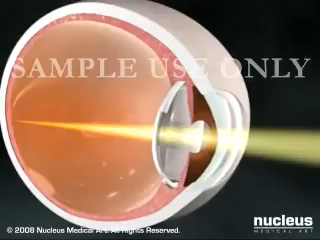 SAMPLE USE ONLY
nucleus
MEDICAL ART
© 2008 Nucleus Medical Art. All Rights Reserved.